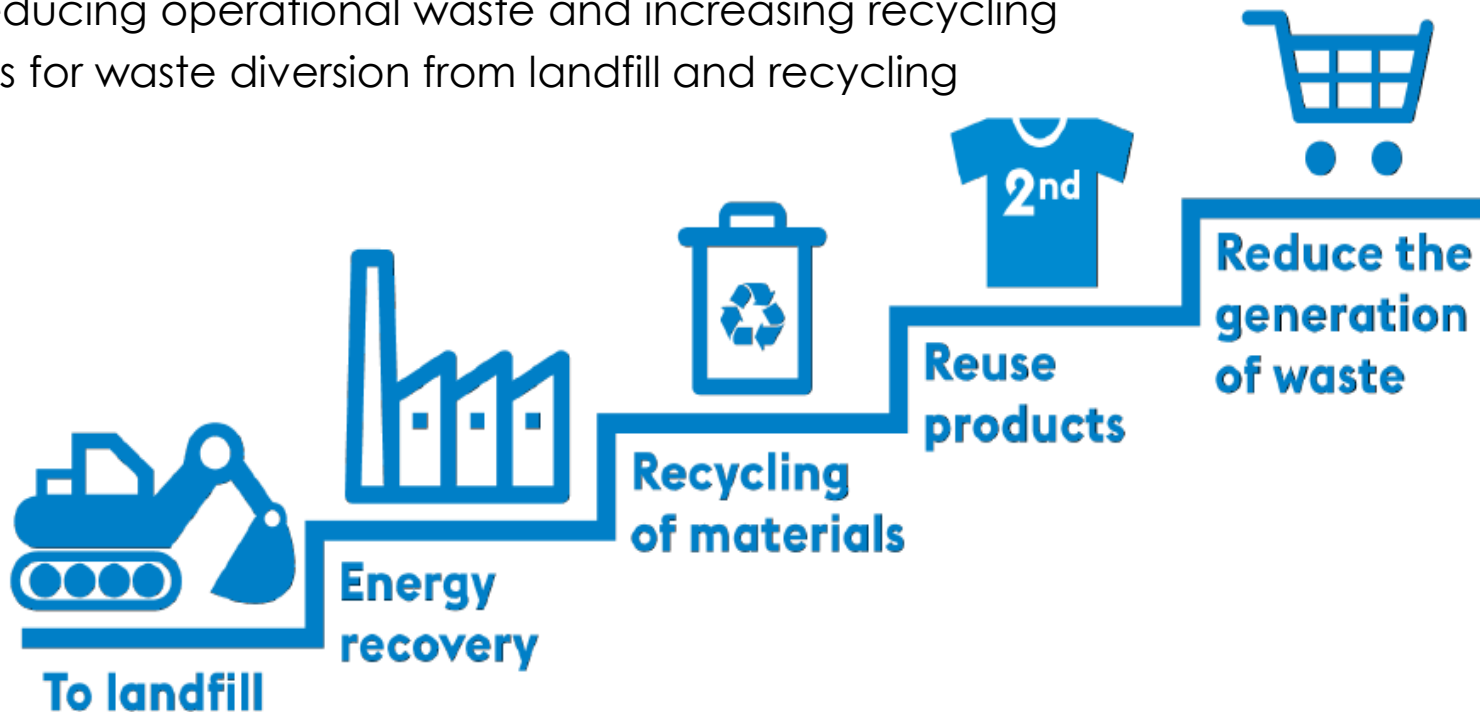 ducing operational waste and increasing recycling
s for waste diversion from landfill and recycling
2nd
Reduce the
generation
of waste
Reuse
products
Recycling
of materials
Energy
recovery
To landfill